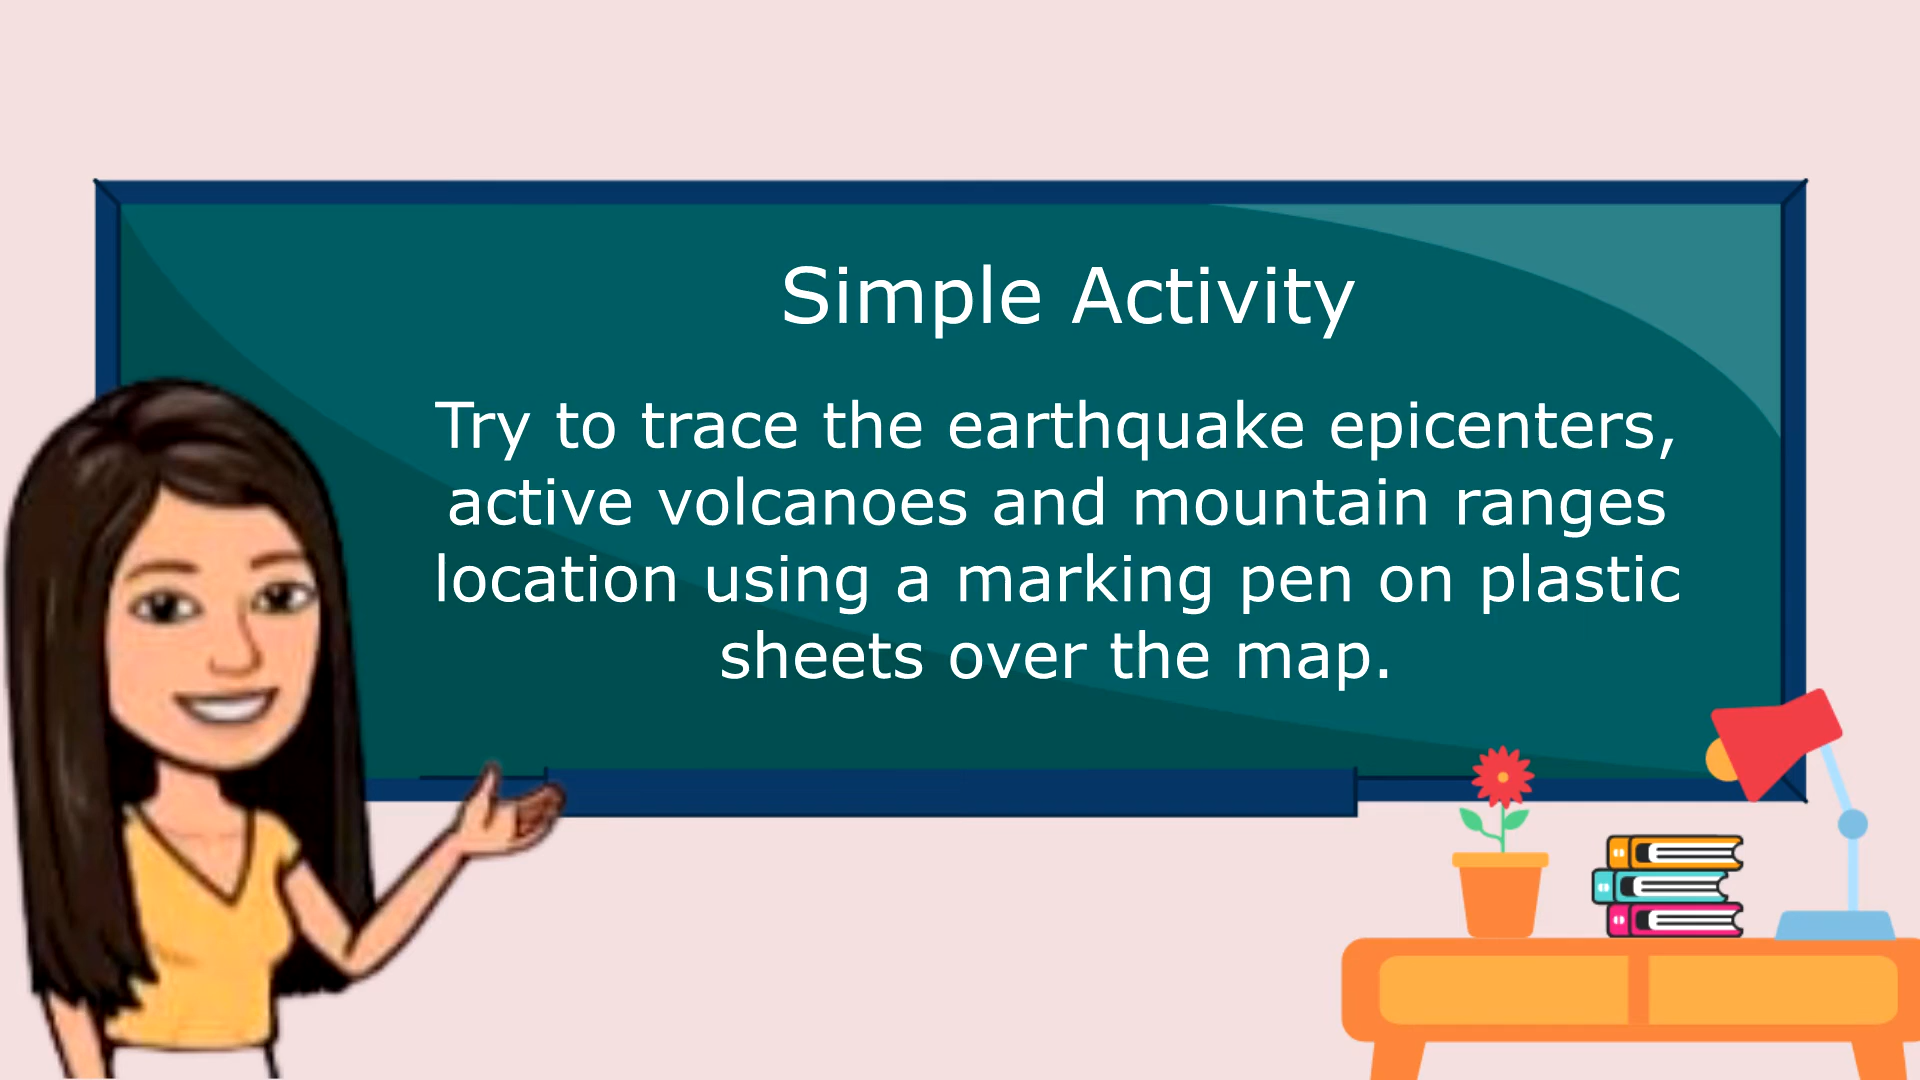 Simple Activity
Try to trace the earthquake epicenters,
active volcanoes and mountain ranges
location using a marking pen on plastic
sheets over the map.